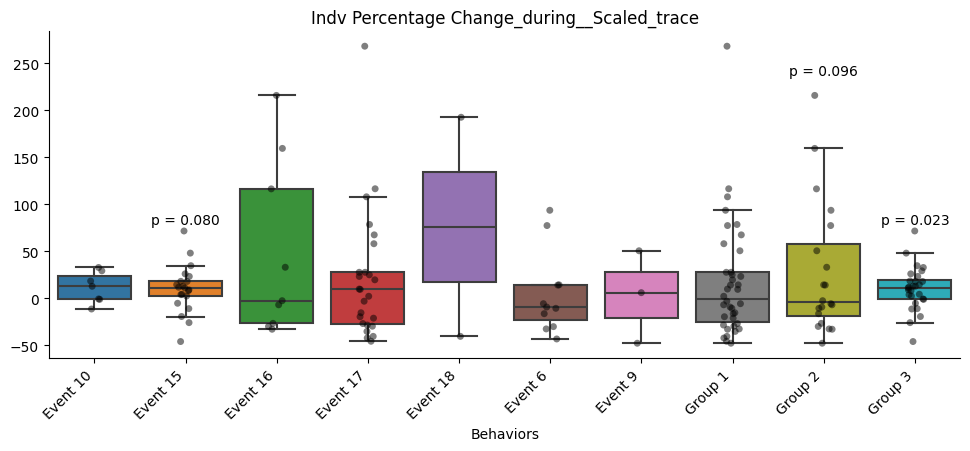 Indv Percentage Change_during__Scaled_trace
250
200
150
100
50
0
−50
p = 0.080
p = 0.096
p = 0.023
Event 10
Event 15
Event 16
Event 17
Event 18
Event 6
Event 9
Group 1
Group 2
Group 3
Behaviors